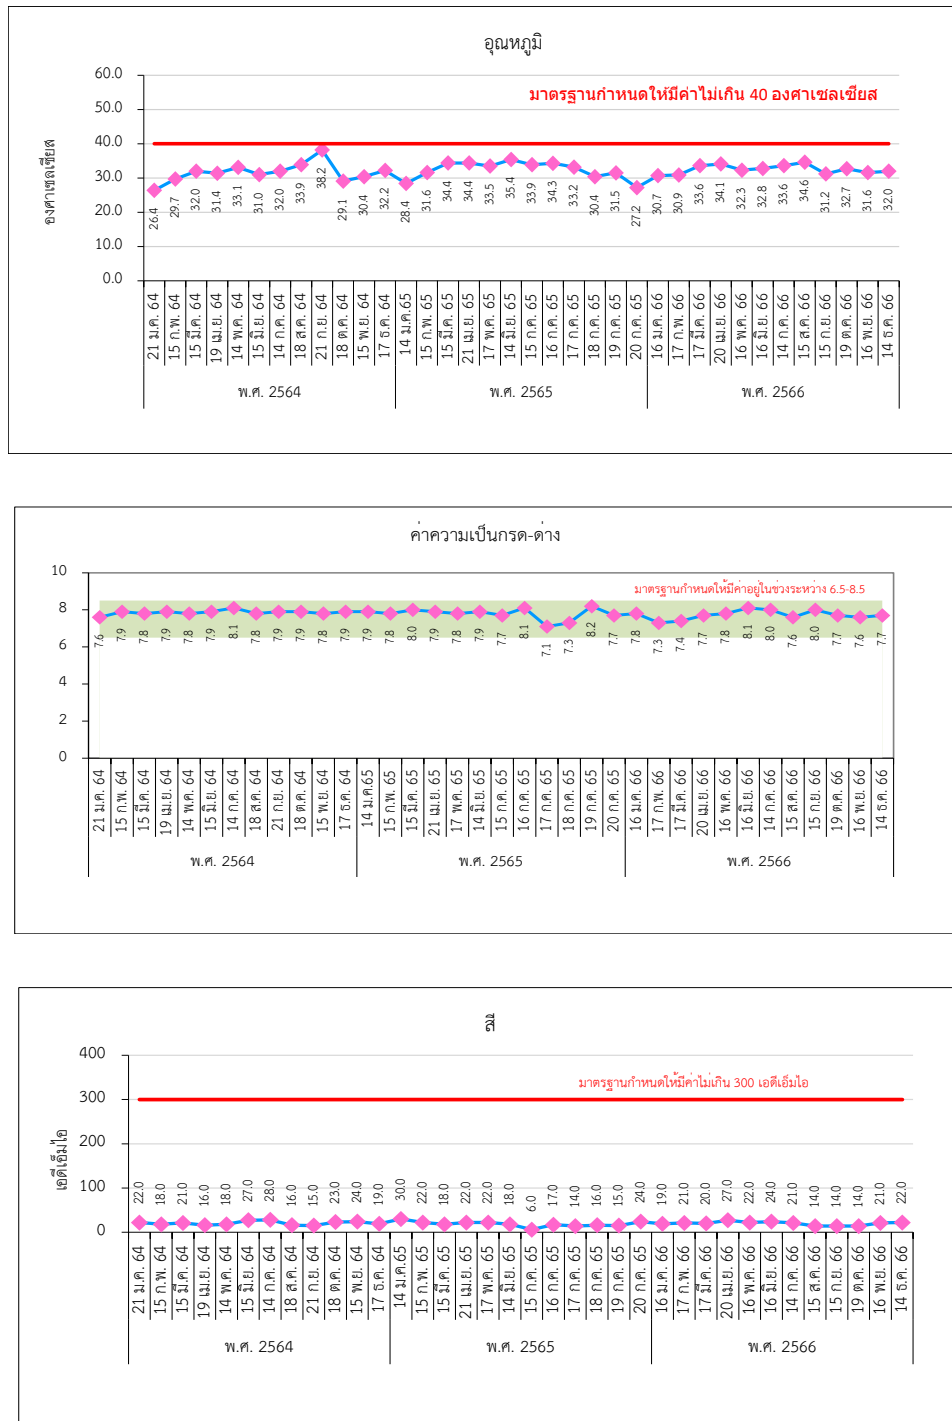 อุณหภูมิ
60.0
มาตรฐานกำหนดให้มีค่าไม่เกิน 40 องศาเซลเซียส
50.0
40.0
30.0
20.0
10.0
0.0
องศาเซลเซียส
26.4 29.7 32.0 31.4 33.1 31.0 32.0 33.9 38.2 29.1 30.4 32.2 28.4 31.6 34.4 34.4 33.5 35.4 33.9 34.3 33.2 30.4 31.5 27.2 30.7 30.9 33.6 34.1 32.3 32.8 33.6 34.6 31.2 32.7 31.6 32.0
21 ม.ค. 64 15 ก.พ. 64 15 มี.ค. 64 19 เม.ย. 64 14 พ.ค. 64 15 มิ.ย. 64 14 ก.ค. 64 18 ส.ค. 64 21 ก.ย. 64 18 ต.ค. 64 15 พ.ย. 64 17 ธ.ค. 64 14 ม.ค.65 15 ก.พ. 65 15 มี.ค. 65 21 เม.ย. 65 17 พ.ค. 65 14 มิ.ย. 65 15 ก.ค. 65 16 ก.ค. 65 17 ก.ค. 65 18 ก.ค. 65 19 ก.ค. 65 20 ก.ค. 65 16 ม.ค. 66 17 ก.พ. 66 17 มี.ค. 66 20 เม.ย. 66 16 พ.ค. 66 16 มิ.ย. 66 14 ก.ค. 66 15 ส.ค. 66 15 ก.ย. 66 19 ต.ค. 66 16 พ.ย. 66 14 ธ.ค. 66
พ.ศ. 2564 พ.ศ. 2565 พ.ศ. 2566
ค่าความเป็นกรด-ด่าง
10
มาตรฐานกำหนดให้มีค่าอยู่ในช่วงระหว่าง 6.5-8.5
8
6
4
2
0
7.6 7.9 7.8 7.9 7.8 7.9 8.1 7.8 7.9 7.9 7.8 7.9 7.9 7.8 8.0 7.9 7.8 7.9 7.7 8.1 7.1 7.3 8.2 7.7 7.8 7.3 7.4 7.7 7.8 8.1 8.0 7.6 8.0 7.7 7.6 7.7
21 ม.ค. 64 15 ก.พ. 64 15 มี.ค. 64 19 เม.ย. 64 14 พ.ค. 64 15 มิ.ย. 64 14 ก.ค. 64 18 ส.ค. 64 21 ก.ย. 64 18 ต.ค. 64 15 พ.ย. 64 17 ธ.ค. 64 14 ม.ค.65 15 ก.พ. 65 15 มี.ค. 65 21 เม.ย. 65 17 พ.ค. 65 14 มิ.ย. 65 15 ก.ค. 65 16 ก.ค. 65 17 ก.ค. 65 18 ก.ค. 65 19 ก.ค. 65 20 ก.ค. 65 16 ม.ค. 66 17 ก.พ. 66 17 มี.ค. 66 20 เม.ย. 66 16 พ.ค. 66 16 มิ.ย. 66 14 ก.ค. 66 15 ส.ค. 66 15 ก.ย. 66 19 ต.ค. 66 16 พ.ย. 66 14 ธ.ค. 66
พ.ศ. 2564 พ.ศ. 2565 พ.ศ. 2566
สี
400
มาตรฐานกำหนดให้มีค่าไม่เกิน 300 เอดีเอ็มไอ
300
200
100
0
เอดีเอ็มไอ
22.0 18.0 21.0 16.0 18.0 27.0 28.0 16.0 15.0 23.0 24.0 19.0 30.0 22.0 18.0 22.0 22.0 18.0 6.0 17.0 14.0 16.0 15.0 24.0 19.0 21.0 20.0 27.0 22.0 24.0 21.0 14.0 14.0 14.0 21.0 22.0
21 ม.ค. 64 15 ก.พ. 64 15 มี.ค. 64 19 เม.ย. 64 14 พ.ค. 64 15 มิ.ย. 64 14 ก.ค. 64 18 ส.ค. 64 21 ก.ย. 64 18 ต.ค. 64 15 พ.ย. 64 17 ธ.ค. 64 14 ม.ค.65 15 ก.พ. 65 15 มี.ค. 65 21 เม.ย. 65 17 พ.ค. 65 14 มิ.ย. 65 15 ก.ค. 65 16 ก.ค. 65 17 ก.ค. 65 18 ก.ค. 65 19 ก.ค. 65 20 ก.ค. 65 16 ม.ค. 66 17 ก.พ. 66 17 มี.ค. 66 20 เม.ย. 66 16 พ.ค. 66 16 มิ.ย. 66 14 ก.ค. 66 15 ส.ค. 66 15 ก.ย. 66 19 ต.ค. 66 16 พ.ย. 66 14 ธ.ค. 66
พ.ศ. 2564 พ.ศ. 2565 พ.ศ. 2566